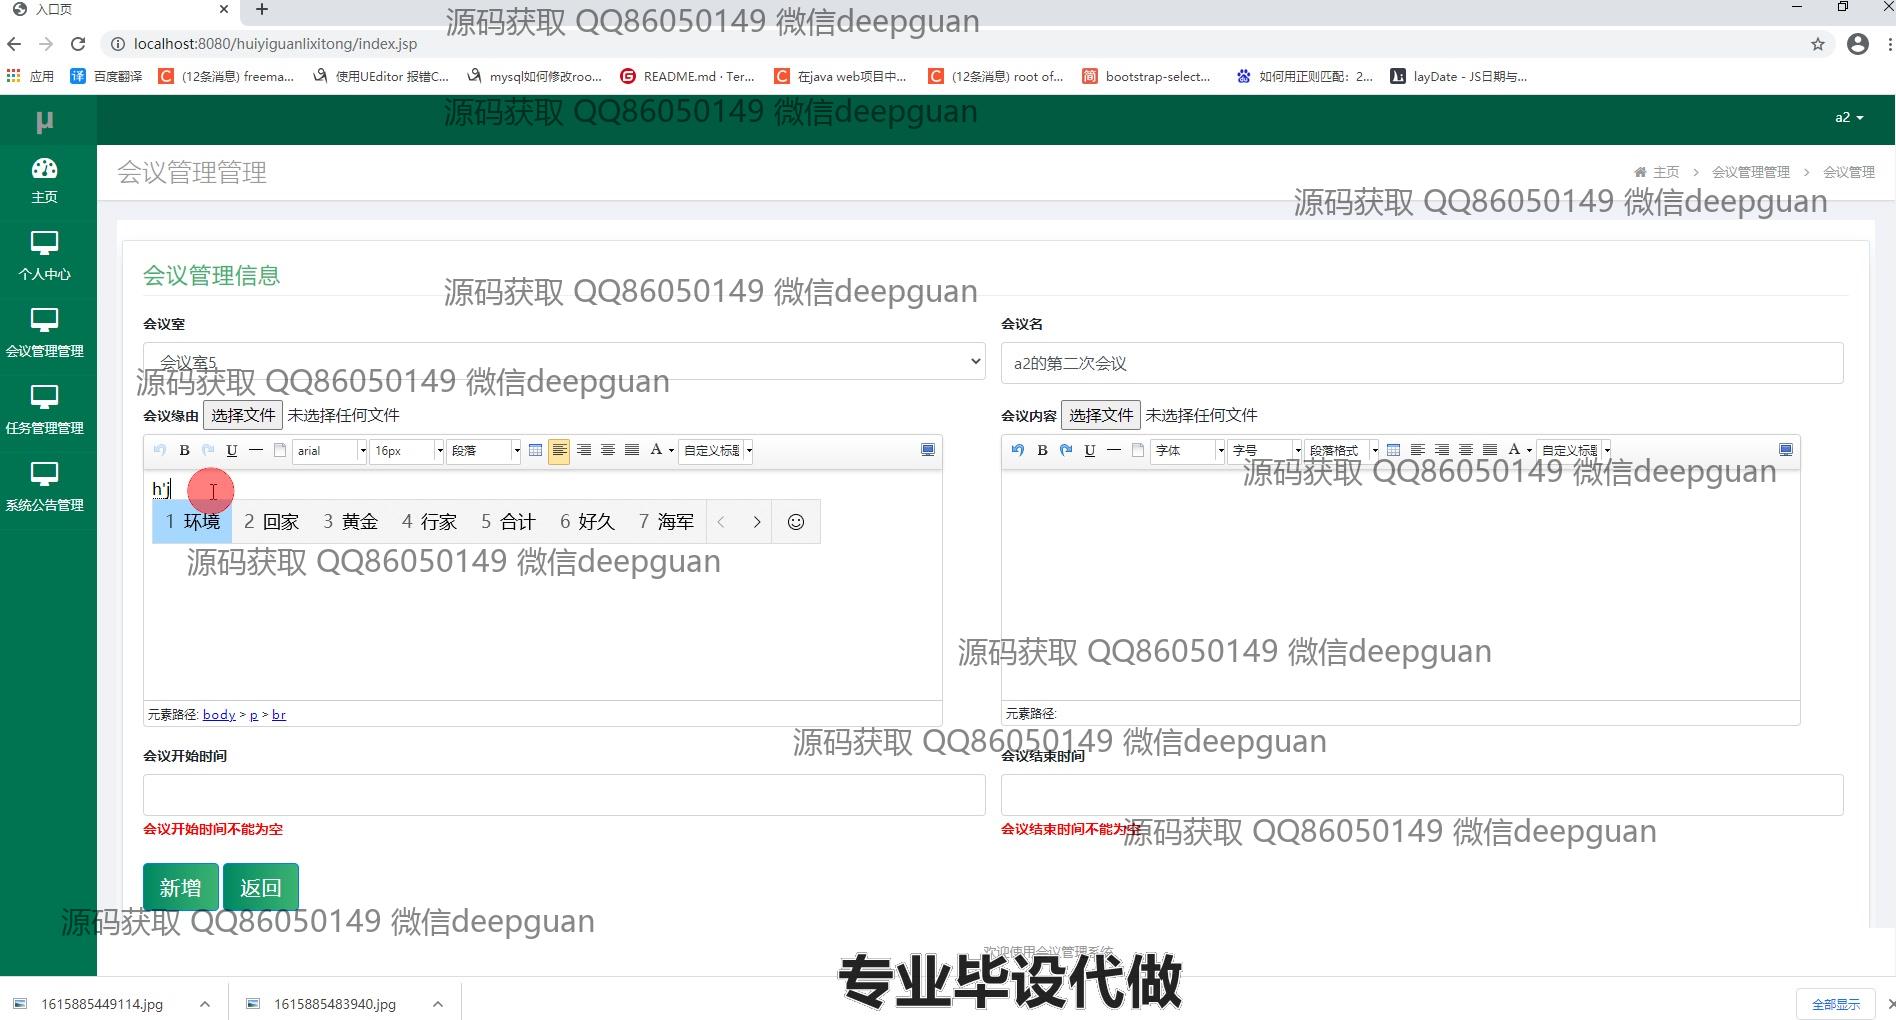 入口页
源码获取 QQ86050149 微信deepguan
localhost:8080/huiyiguanlixitong/index.jsp
应用 百度翻译 (12条消息) freema... 使用UEditor 报错C... mysql如何修改roo... README.md · Ter... 在java web项目中... (12条消息) root of... bootstrap-select... 如何用正则匹配：2... layDate - JS日期与...
源码获取 QQ86050149 微信deepguan
μ
a2
主页
会议管理管理
主页 > 会议管理管理 > 会议管理
源码获取 QQ86050149 微信deepguan
个人中心
会议管理信息
源码获取 QQ86050149 微信deepguan
会议室
会议名
会议管理管理
会议室5
a2的第二次会议
源码获取 QQ86050149 微信deepguan
会议缘由 选择文件 未选择任何文件
会议内容 选择文件 未选择任何文件
任务管理管理
B U arial 16px 段落 A 自定义标题
B U 字体 字号 段落格式 A 自定义标题
源码获取 QQ86050149 微信deepguan
h'j
系统公告管理
1 环境 2 回家 3 黄金 4 行家 5 合计 6 好久 7 海军
源码获取 QQ86050149 微信deepguan
源码获取 QQ86050149 微信deepguan
元素路径: body > p > br
元素路径:
源码获取 QQ86050149 微信deepguan
会议开始时间
会议结束时间
会议开始时间不能为空
会议结束时间不能为空
源码获取 QQ86050149 微信deepguan
新增 返回
源码获取 QQ86050149 微信deepguan
欢迎使用会议管理系统
专业毕设代做
1615885449114.jpg
1615885483940.jpg
全部显示